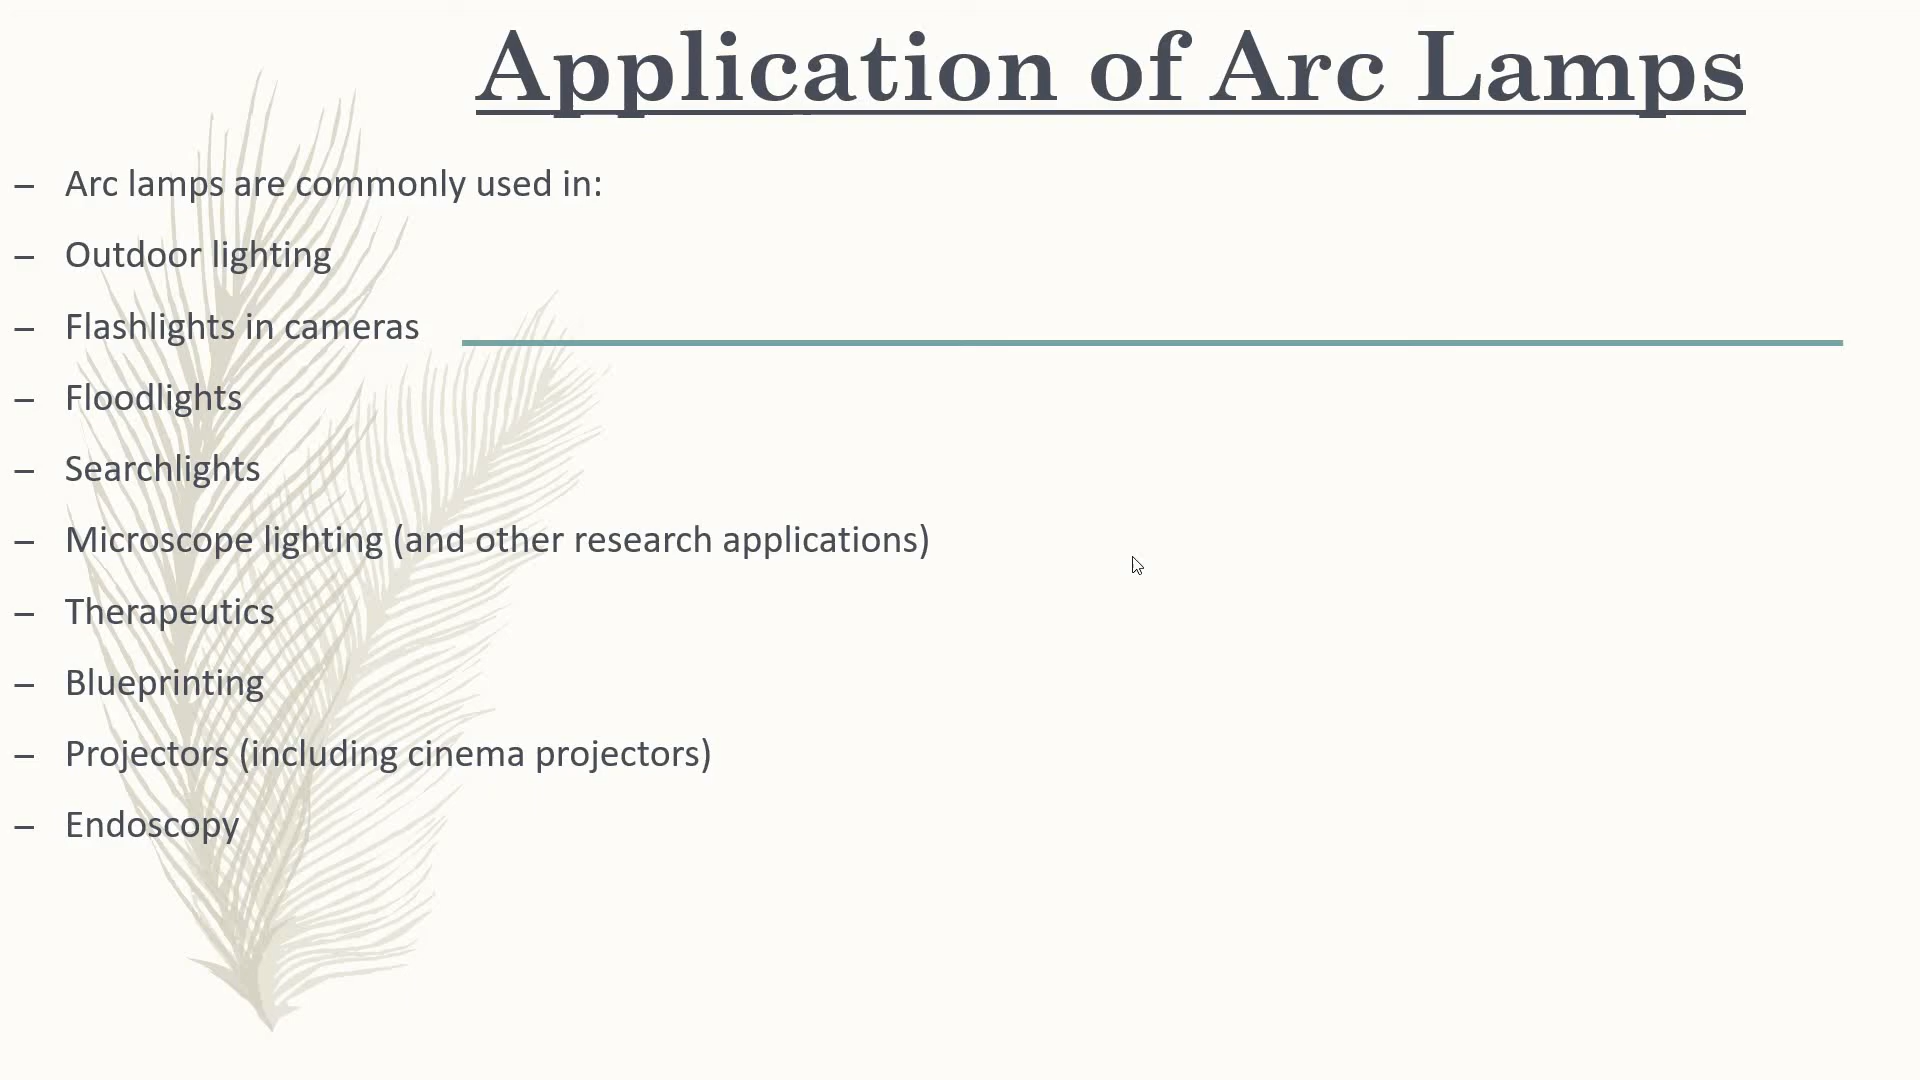 Application of Arc Lamps
– Arc lamps are commonly used in:
– Outdoor lighting
– Flashlights in cameras
– Floodlights
– Searchlights
– Microscope lighting (and other research applications)
– Therapeutics
– Blueprinting
– Projectors (including cinema projectors)
– Endoscopy